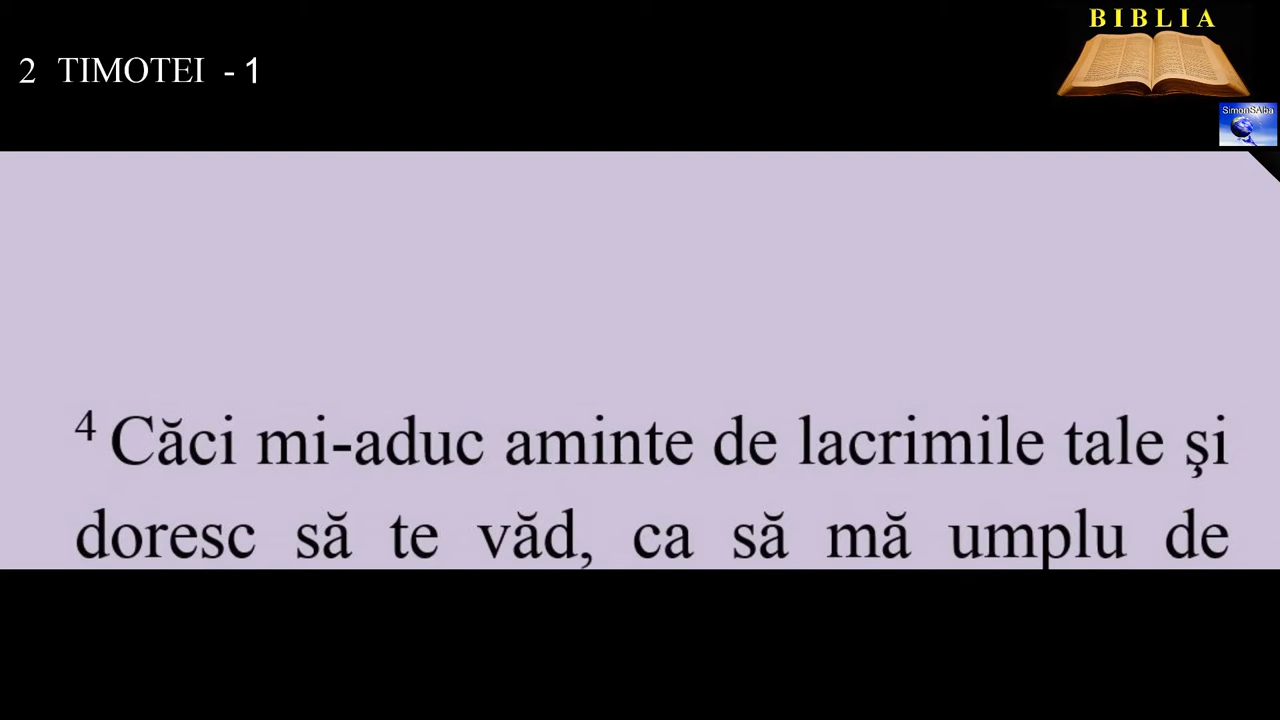 BIBLIA
2 TIMOTEI - 1
SimonSAlba
4 Căci mi-aduc aminte de lacrimile tale şi
doresc să te văd, ca să mă umplu de